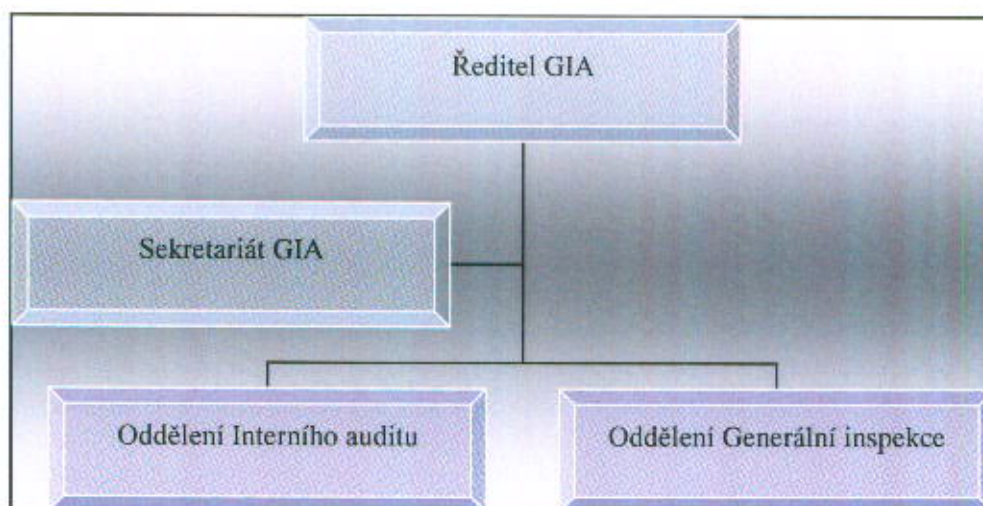 Ředitel GIA
Sekretariát GIA
Oddělení Interního auditu
Oddělení Generální inspekce